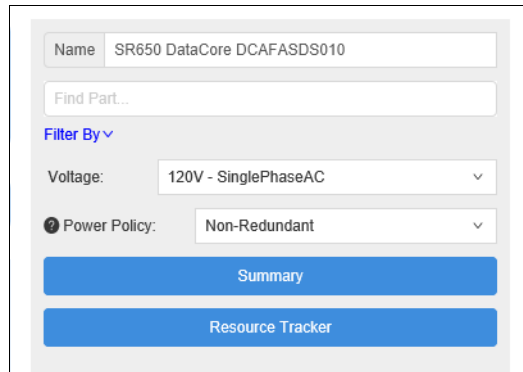 Name SR650 DataCore DCAFASDS010
Find Part...
Filter By
Voltage: 120V - SinglePhaseAC
? Power Policy: Non-Redundant
Summary
Resource Tracker